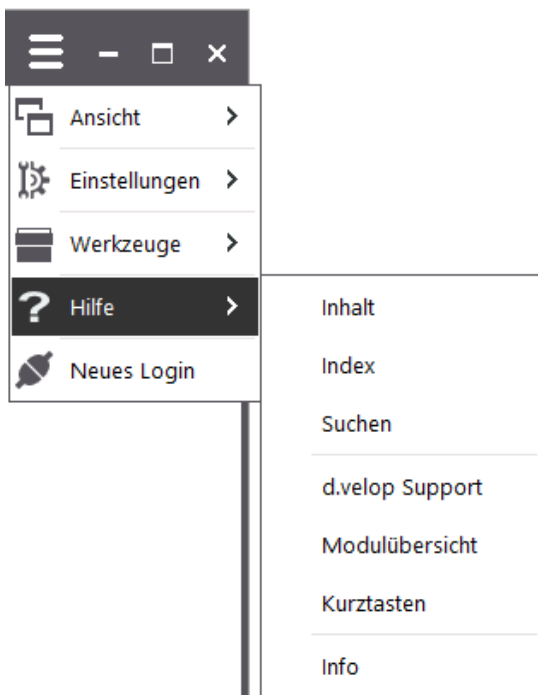 Ansicht
Einstellungen
Werkzeuge
Hilfe
Neues Login
Inhalt
Index
Suchen
d.velop Support
Modulübersicht
Kurztasten
Info